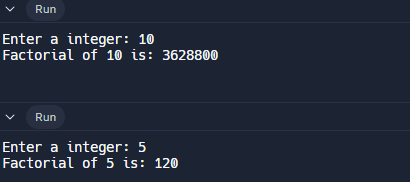 Run
Enter a integer: 10
Factorial of 10 is: 3628800
Run
Enter a integer: 5
Factorial of 5 is: 120